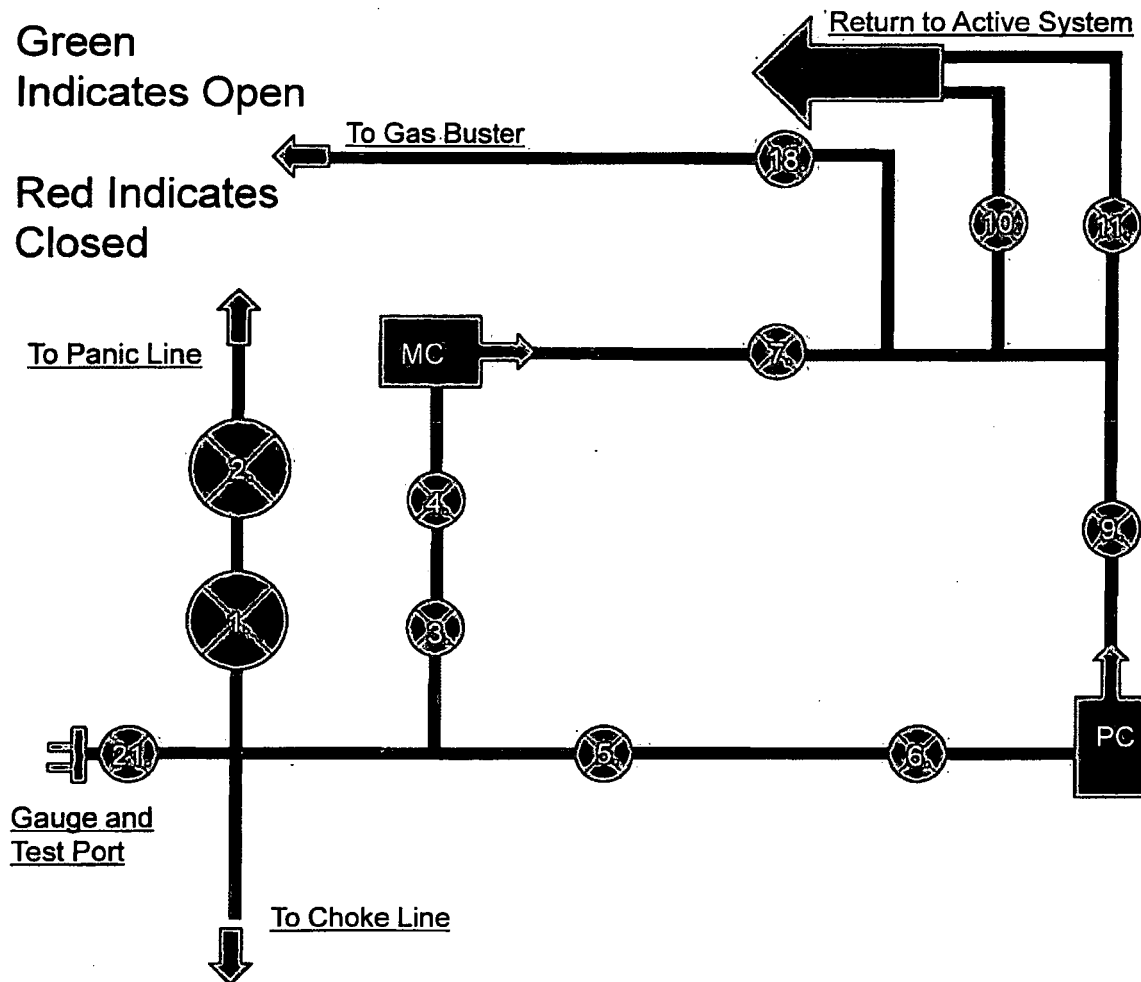 Green
Indicates Open
Return to Active System
To Gas Buster
18.
Red Indicates
Closed
10.
11.
To Panic Line
MC
7.
2.
4.
9.
1.
3.
21.
5.
6.
PC
Gauge and
Test Port
To Choke Line